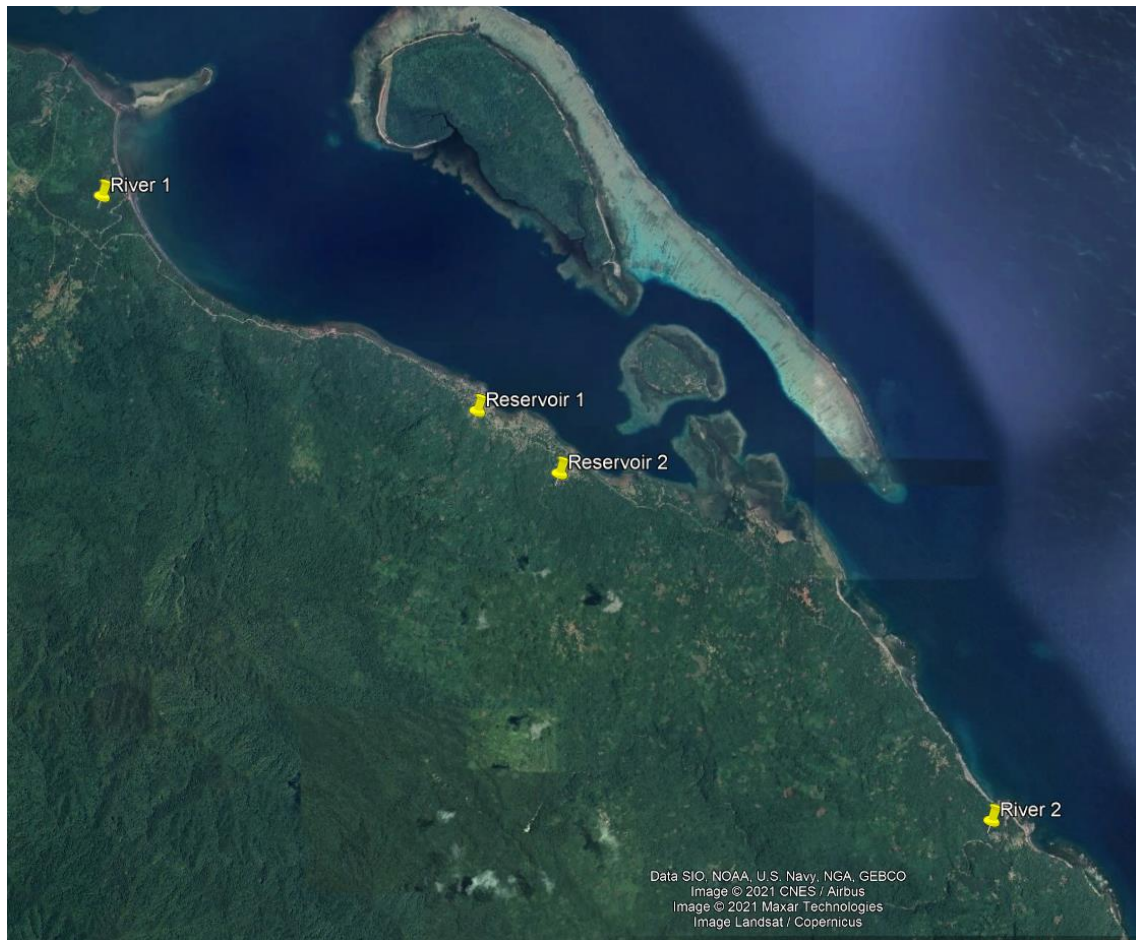 River 1
Reservoir 1
Reservoir 2
River 2
Data SIO, NOAA, U.S. Navy, NGA, GEBCO
Image © 2021 CNES / Airbus
Image © 2021 Maxar Technologies
Image Landsat / Copernicus